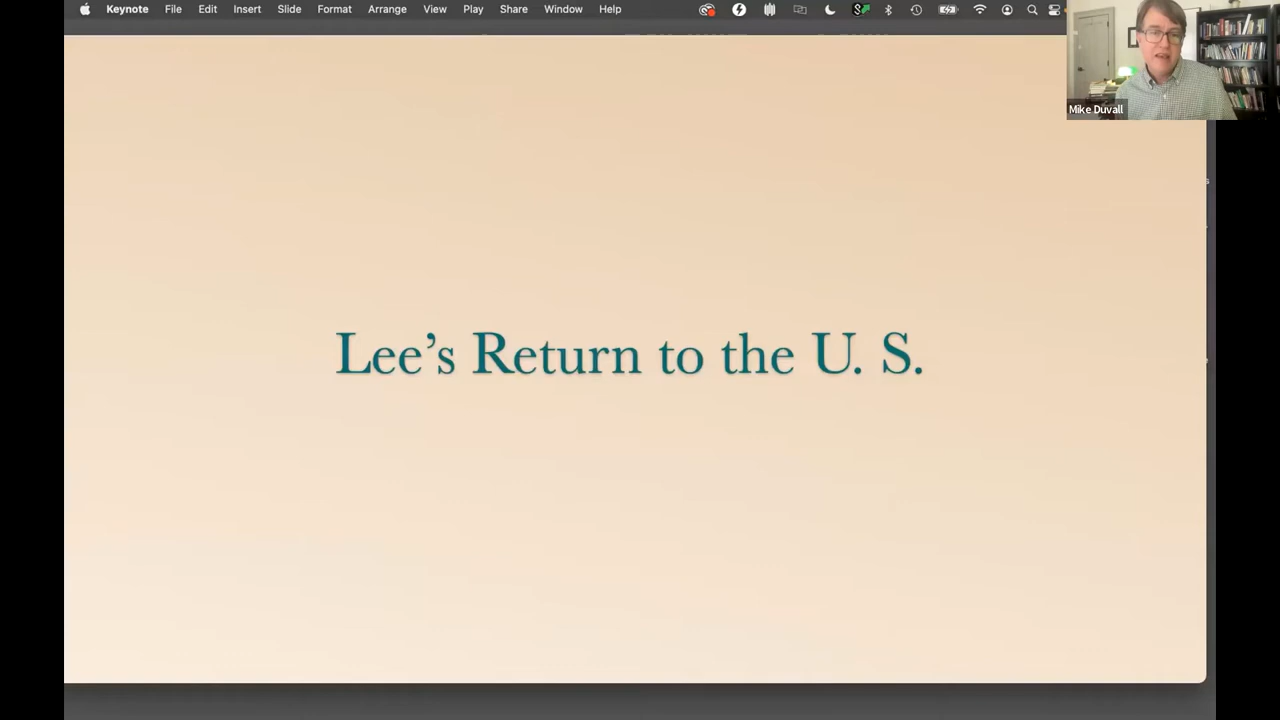 Keynote File Edit Insert Slide Format Arrange View Play Share Window Help
Mike Duvall
Lee’s Return to the U. S.